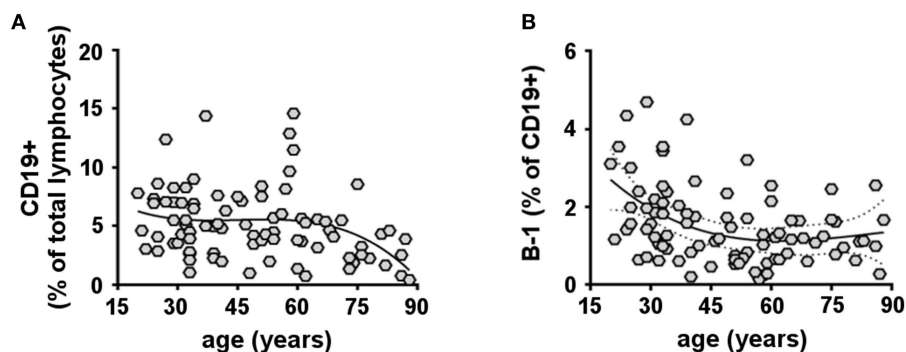 A
CD19+
(% of total lymphocytes)
20
15
10
5
0
15 30 45 60 75 90
age (years)
B
B-1 (% of CD19+)
6
4
2
0
15 30 45 60 75 90
age (years)